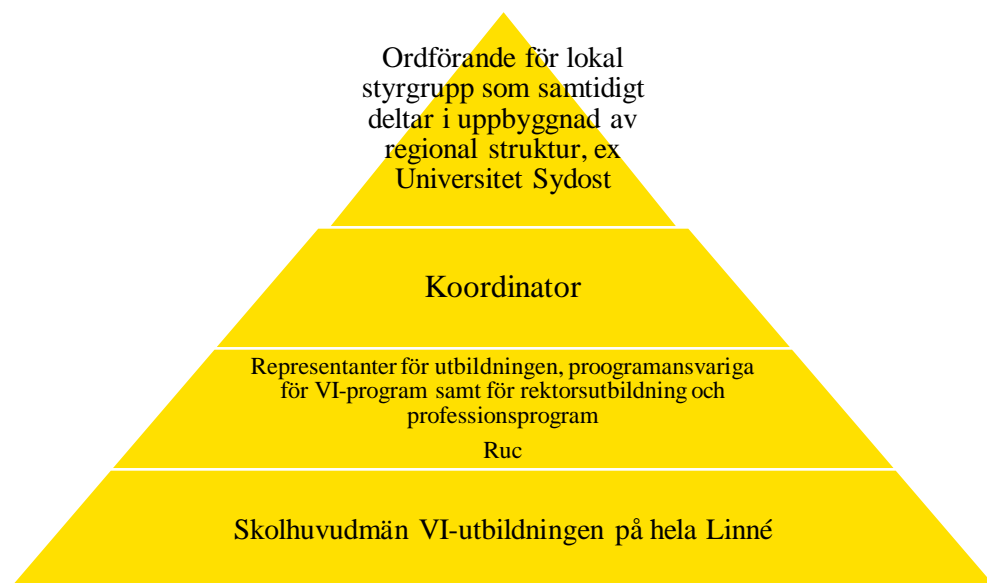 Ordförande för lokal
styrgrupp som samtidigt
deltar i uppbyggnad av
regional struktur, ex
Universitet Sydost
Koordinator
Representanter för utbildningen, proogramansvariga
för VI-program samt för rektorsutbildning och
professionsprogram
Ruc
Skolhuvudmän VI-utbildningen på hela Linné